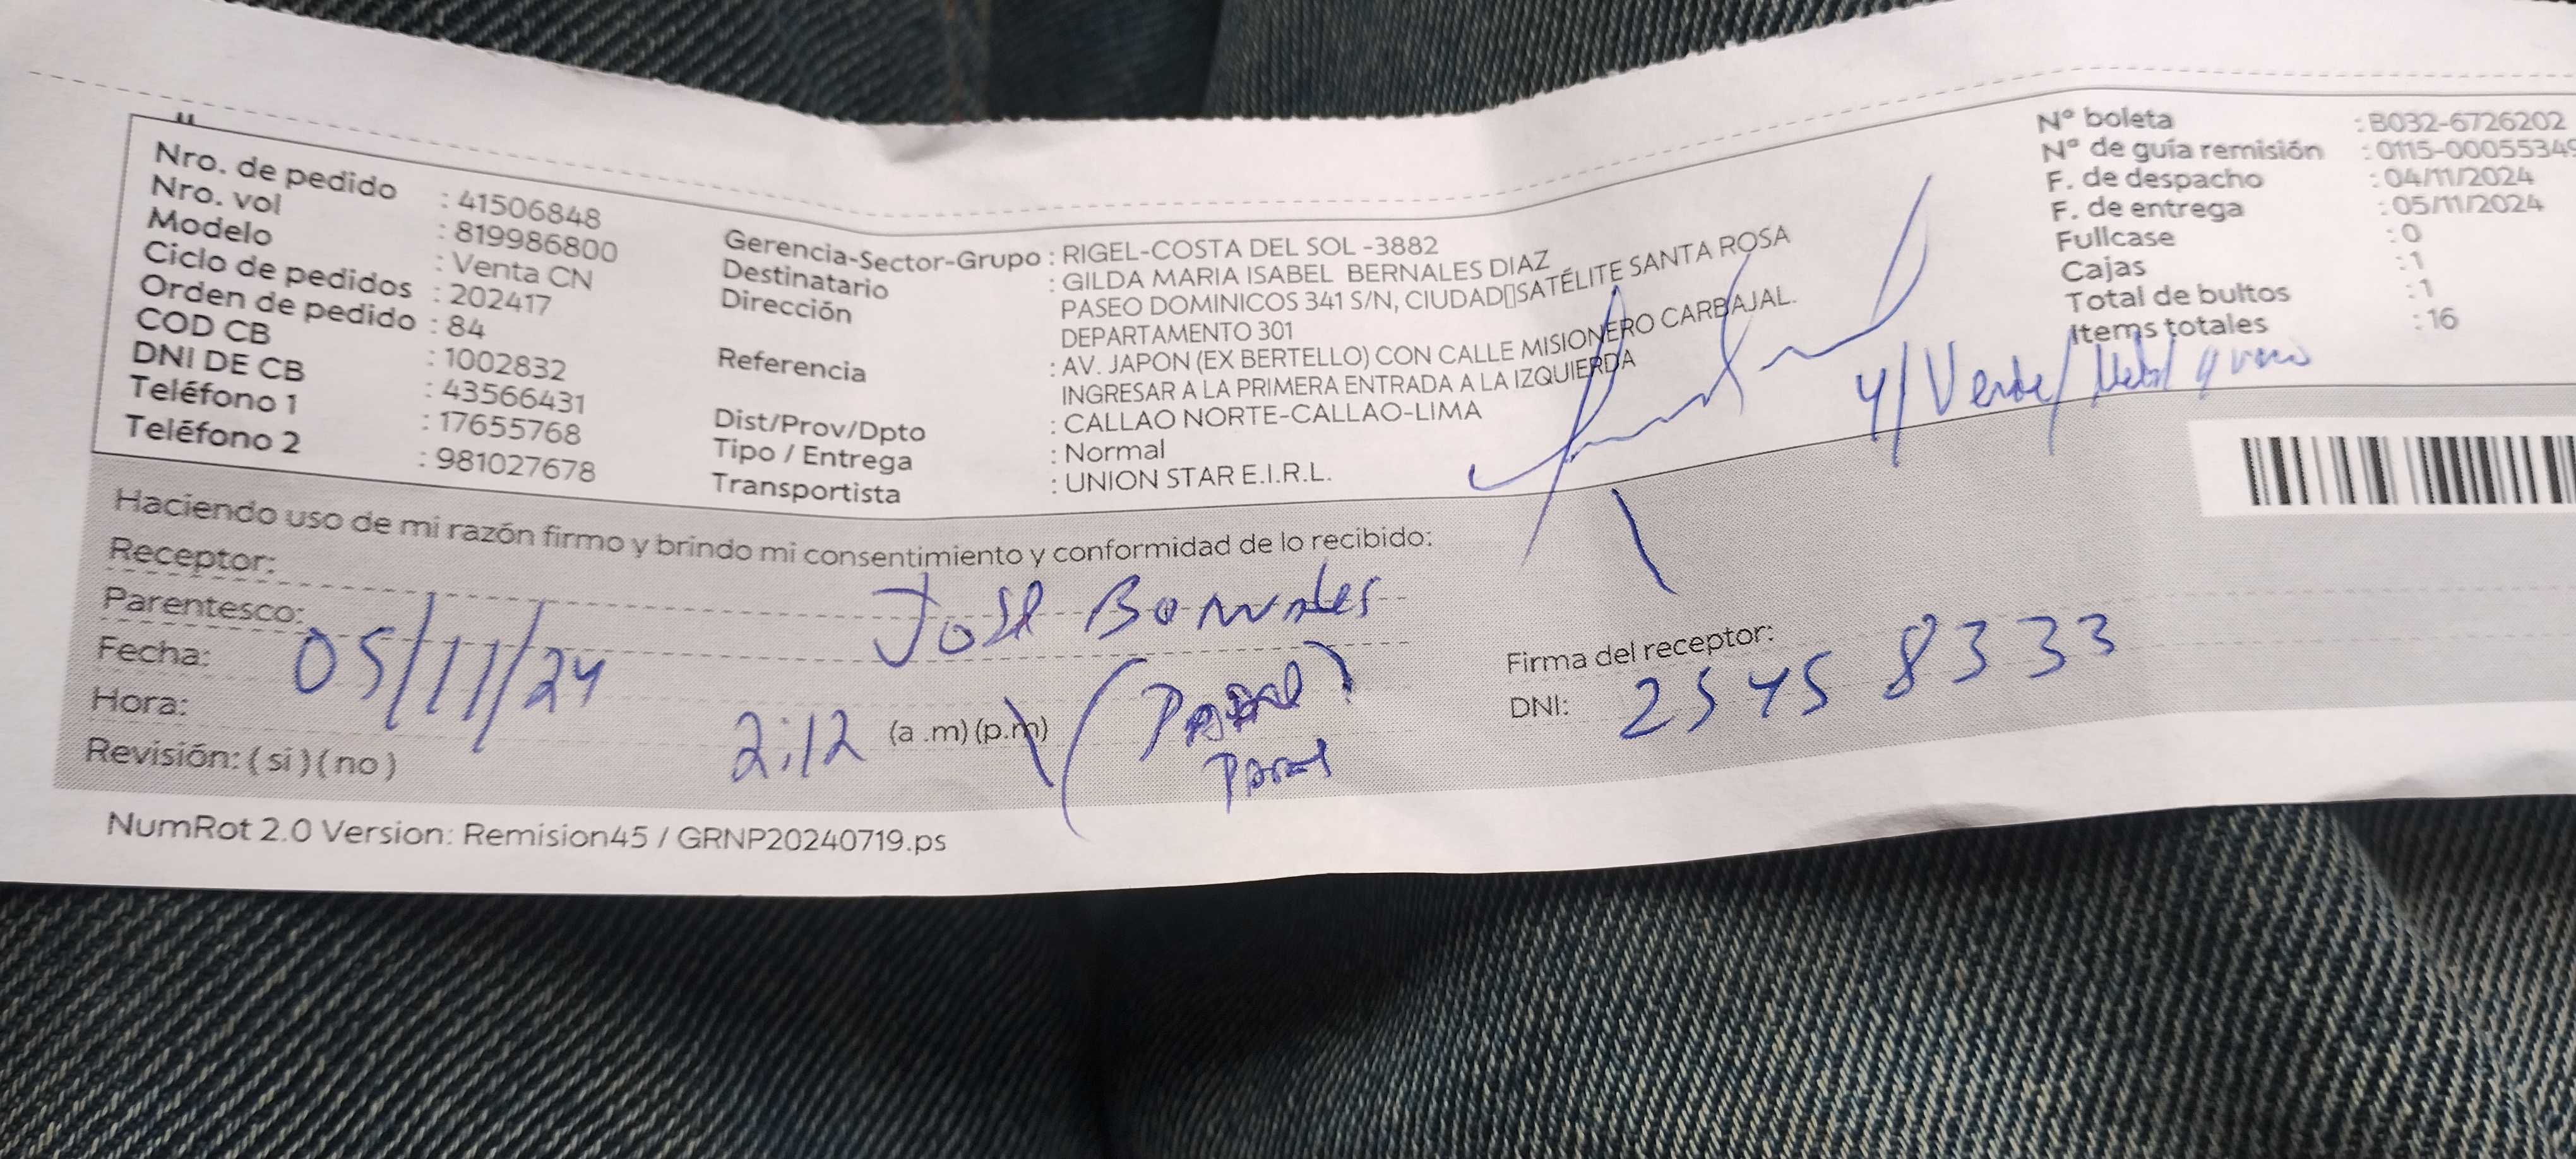 Nro. de pedido : 41506848
Nro. vol : 819986800
Modelo : Venta CN
Ciclo de pedidos : 202417
Orden de pedido : 84
COD CB : 1002832
DNI DE CB : 43566431
Teléfono 1 : 17655768
Teléfono 2 : 981027678
Gerencia-Sector-Grupo : RIGEL-COSTA DEL SOL -3882
Destinatario : GILDA MARIA ISABEL BERNALES DIAZ
Dirección PASEO DOMINICOS 341 S/N, CIUDAD▯SATÉLITE SANTA ROSA
DEPARTAMENTO 301
Referencia : AV. JAPON (EX BERTELLO) CON CALLE MISIONERO CARBAJAL.
INGRESAR A LA PRIMERA ENTRADA A LA IZQUIERDA
Dist/Prov/Dpto : CALLAO NORTE-CALLAO-LIMA
Tipo / Entrega : Normal
Transportista : UNION STAR E.I.R.L.
Nº boleta : B032-6726202
Nº de guía remisión : 0115-00055349
F. de despacho : 04/11/2024
F. de entrega : 05/11/2024
Fullcase : 0
Cajas : 1
Total de bultos : 1
Items totales : 16
4/ Verde/
Haciendo uso de mi razón firmo y brindo mi consentimiento y conformidad de lo recibido:
Receptor: José Bernales
Parentesco:
Fecha: 05/11/24
Hora: 2:12 (a .m) (p.m)
Revisión: ( si ) ( no )
Firma del receptor:
DNI: 25458333
NumRot 2.0 Version: Remision45 / GRNP20240719.ps